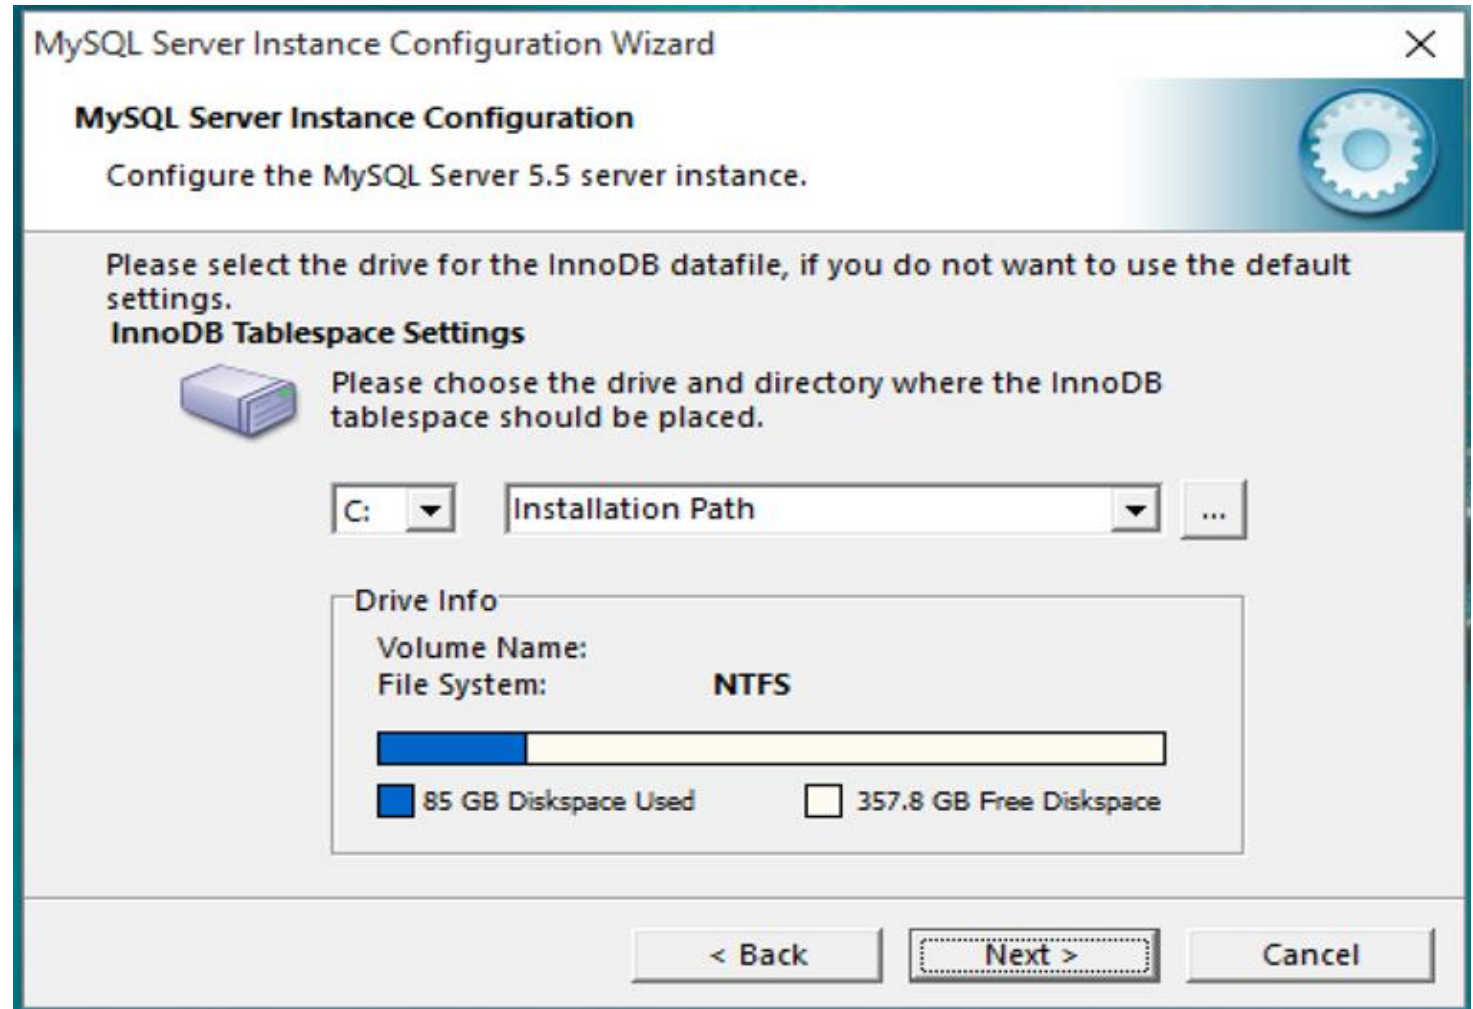 MySQL Server Instance Configuration Wizard
MySQL Server Instance Configuration
Configure the MySQL Server 5.5 server instance.
Please select the drive for the InnoDB datafile, if you do not want to use the default
settings.
InnoDB Tablespace Settings
Please choose the drive and directory where the InnoDB
tablespace should be placed.
C: Installation Path ...
Drive Info
Volume Name:
File System: NTFS
85 GB Diskspace Used 357.8 GB Free Diskspace
< Back Next > Cancel